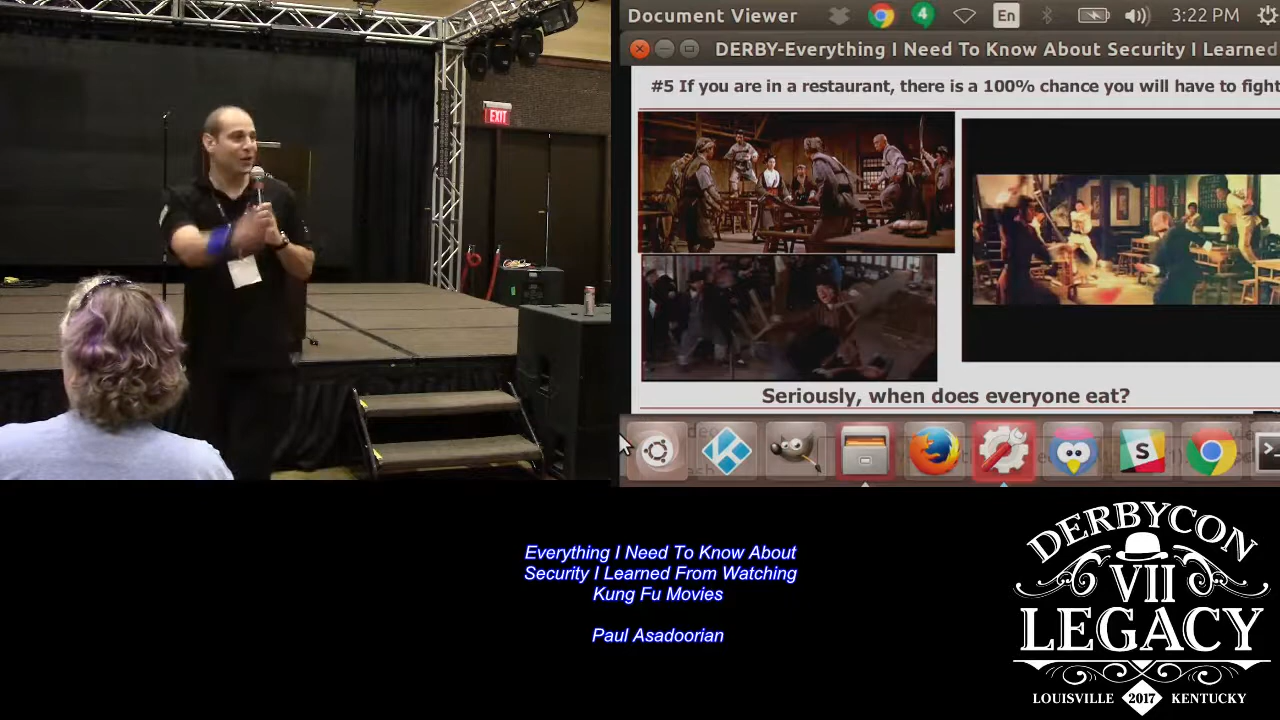 Document Viewer
4
En
3:22 PM
DERBY-Everything I Need To Know About Security I Learned
#5 If you are in a restaurant, there is a 100% chance you will have to fight
EXIT
Seriously, when does everyone eat?
S
>_
Everything I Need To Know About
Security I Learned From Watching
Kung Fu Movies
Paul Asadoorian
DERBYCON
VII
LEGACY
LOUISVILLE 2017 KENTUCKY